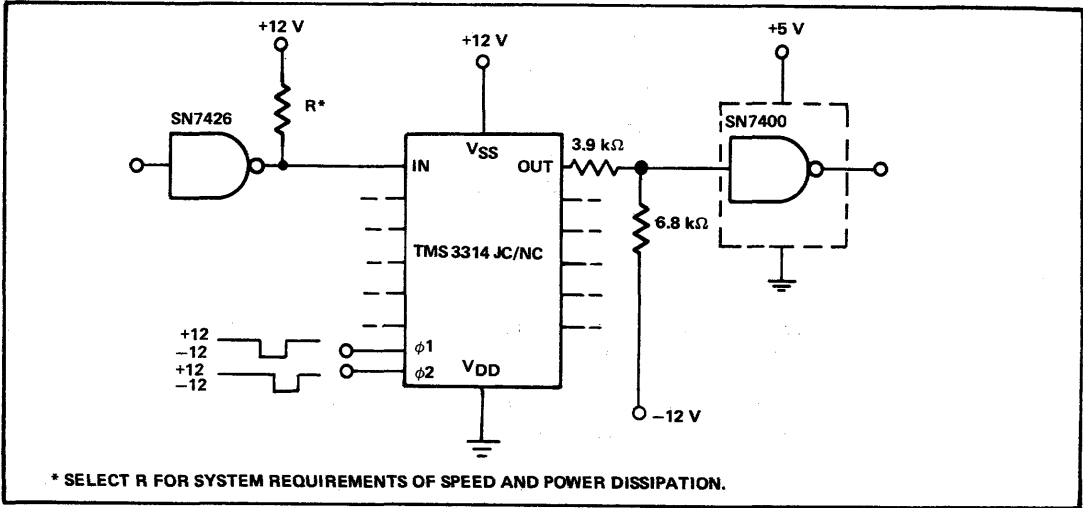 +12 V
+12 V
+5 V
R*
SN7426
SN7400
VSS
3.9 kΩ
IN
OUT
6.8 kΩ
TMS 3314 JC/NC
+12
−12
+12
−12
ϕ1
ϕ2
VDD
−12 V
* SELECT R FOR SYSTEM REQUIREMENTS OF SPEED AND POWER DISSIPATION.